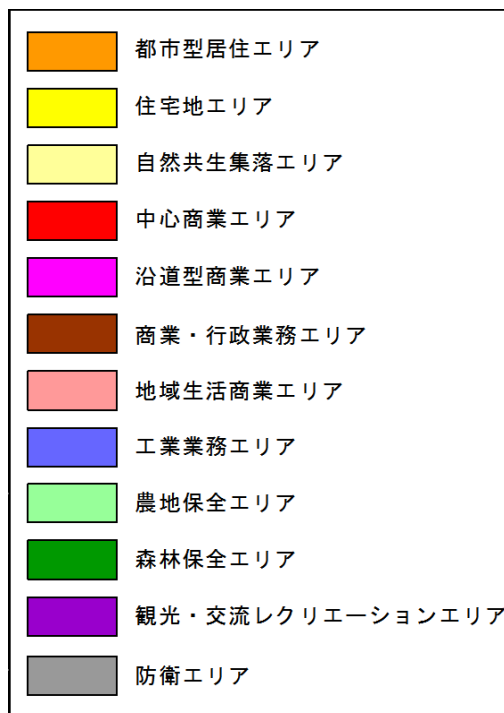 都市型居住エリア
住宅地エリア
自然共生集落エリア
中心商業エリア
沿道型商業エリア
商業・行政業務エリア
地域生活商業エリア
工業業務エリア
農地保全エリア
森林保全エリア
観光・交流レクリエーションエリア
防衛エリア